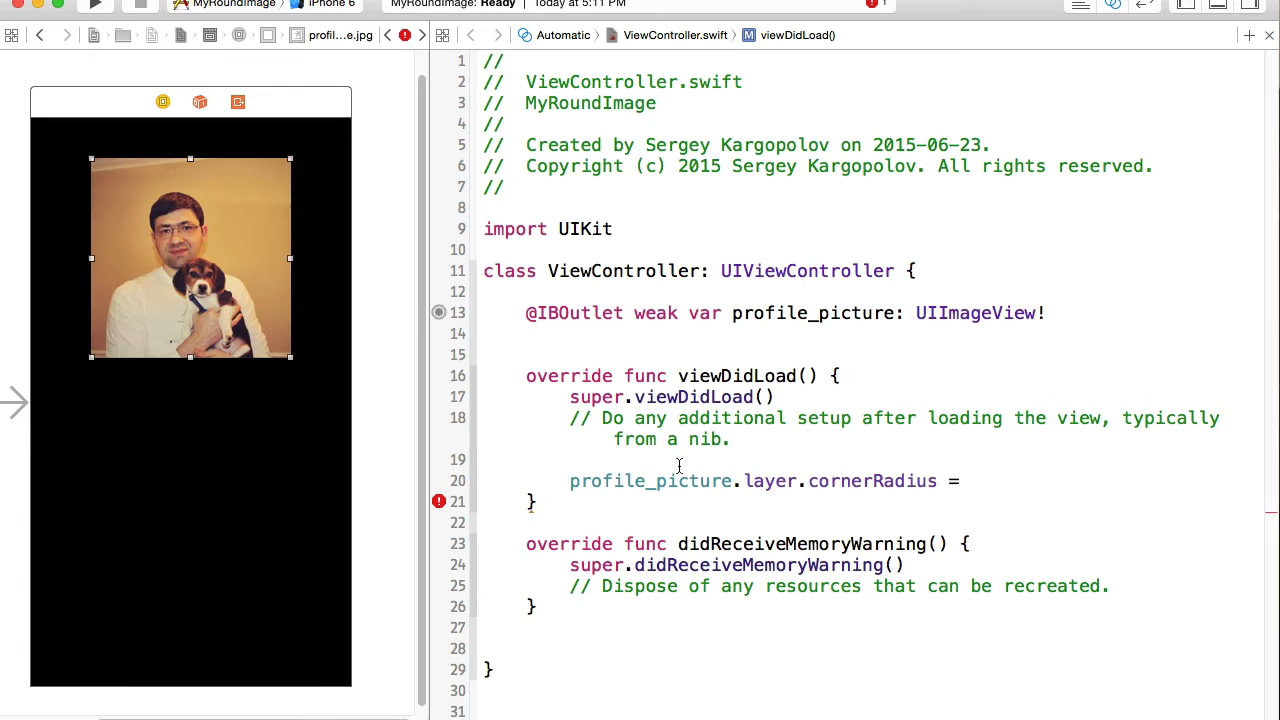 MyRoundImage
iPhone 6
MyRoundImage: Ready
Today at 5:11 PM
1
profil...e.jpg
Automatic
ViewController.swift
M
viewDidLoad()
1 //
2 //  ViewController.swift
3 //  MyRoundImage
4 //
5 //  Created by Sergey Kargopolov on 2015-06-23.
6 //  Copyright (c) 2015 Sergey Kargopolov. All rights reserved.
7 //
8
9 import UIKit
10
11 class ViewController: UIViewController {
12
13     @IBOutlet weak var profile_picture: UIImageView!
14
15
16     override func viewDidLoad() {
17         super.viewDidLoad()
18         // Do any additional setup after loading the view, typically
from a nib.
19
20         profile_picture.layer.cornerRadius =
21     }
22
23     override func didReceiveMemoryWarning() {
24         super.didReceiveMemoryWarning()
25         // Dispose of any resources that can be recreated.
26     }
27
28
29 }
30
31